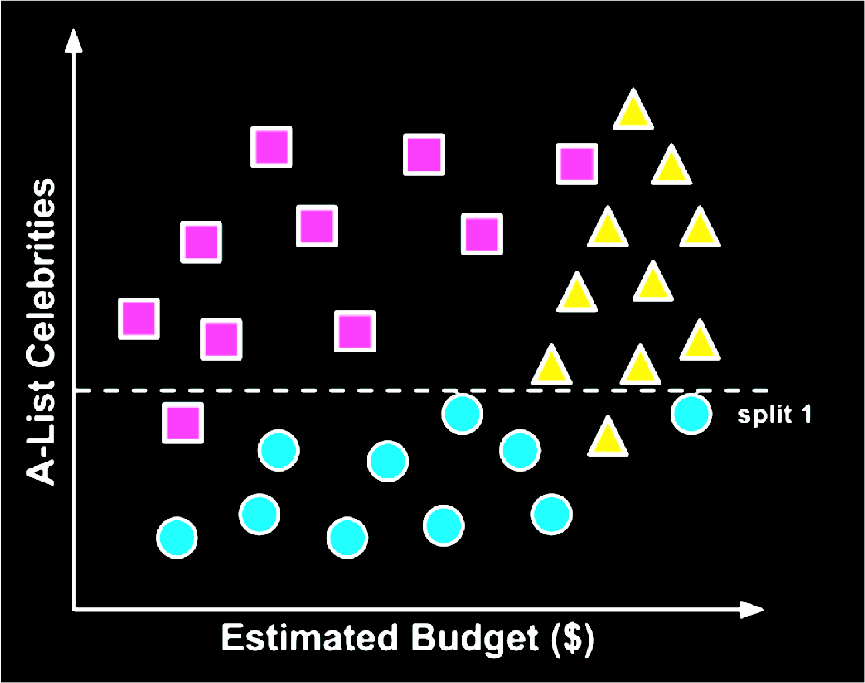 A-List Celebrities
split 1
Estimated Budget ($)